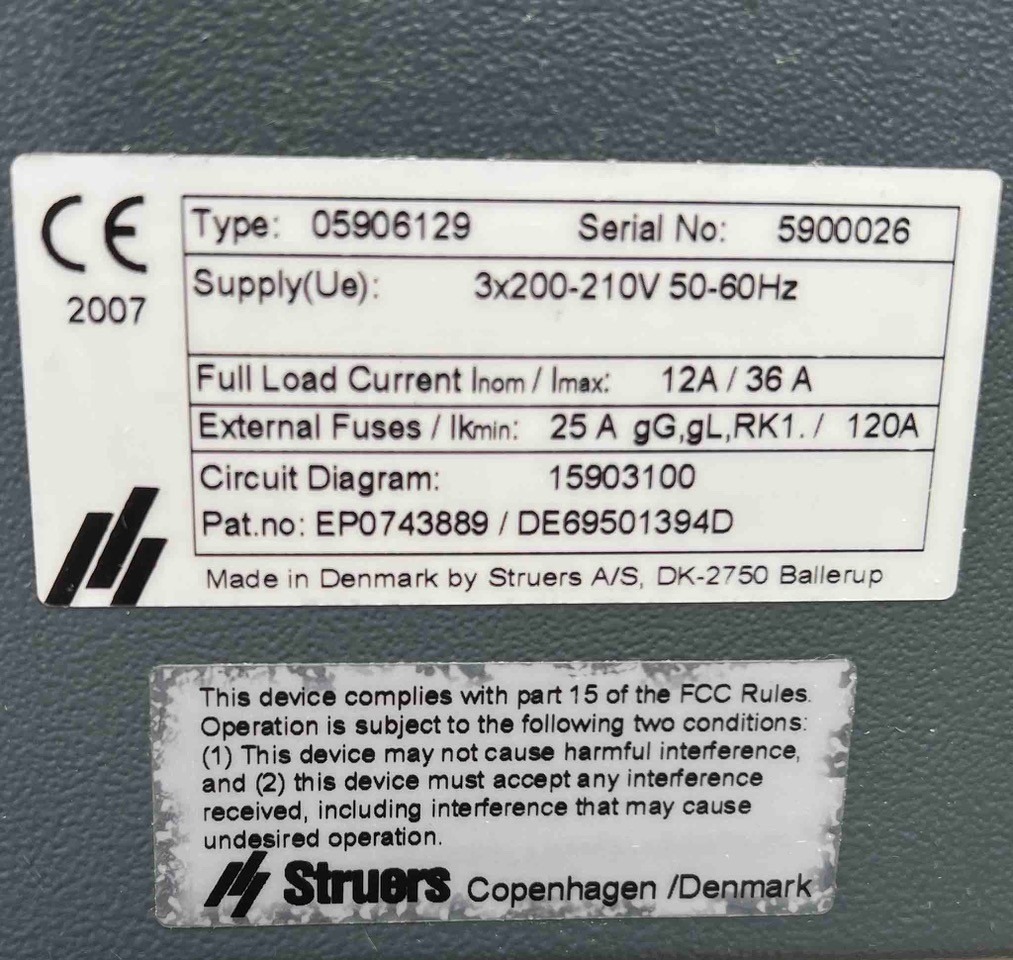 CE
2007
Type: 05906129 Serial No: 5900026
Supply(Ue): 3x200-210V 50-60Hz
Full Load Current Inom / Imax: 12A / 36 A
External Fuses / Ikmin: 25 A gG,gL,RK1. / 120A
Circuit Diagram: 15903100
Pat.no: EP0743889 / DE69501394D
Made in Denmark by Struers A/S, DK-2750 Ballerup
This device complies with part 15 of the FCC Rules.
Operation is subject to the following two conditions:
(1) This device may not cause harmful interference,
and (2) this device must accept any interference
received, including interference that may cause
undesired operation.
Struers Copenhagen /Denmark